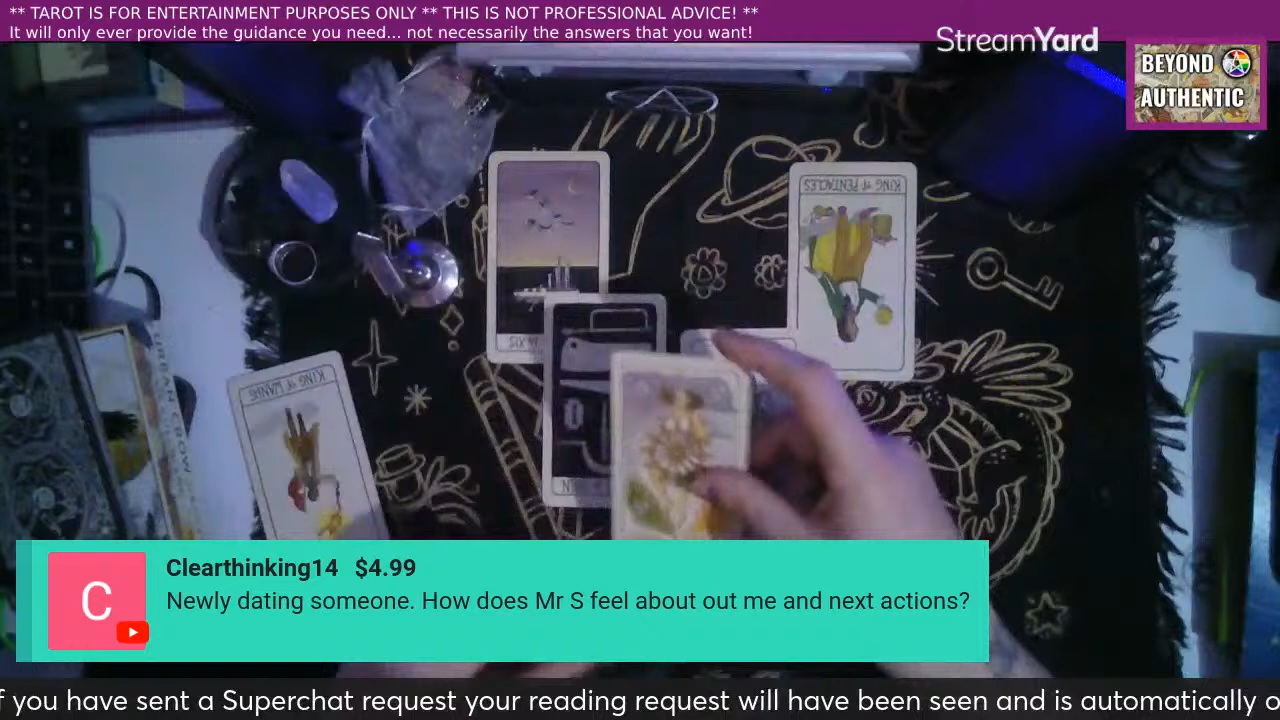 ** TAROT IS FOR ENTERTAINMENT PURPOSES ONLY ** THIS IS NOT PROFESSIONAL ADVICE! **
It will only ever provide the guidance you need... not necessarily the answers that you want!
StreamYard
BEYOND
AUTHENTIC
KING of PENTACLES
KING of WANDS
Clearthinking14 $4.99
C
Newly dating someone. How does Mr S feel about out me and next actions?
f you have sent a Superchat request your reading request will have been seen and is automatically